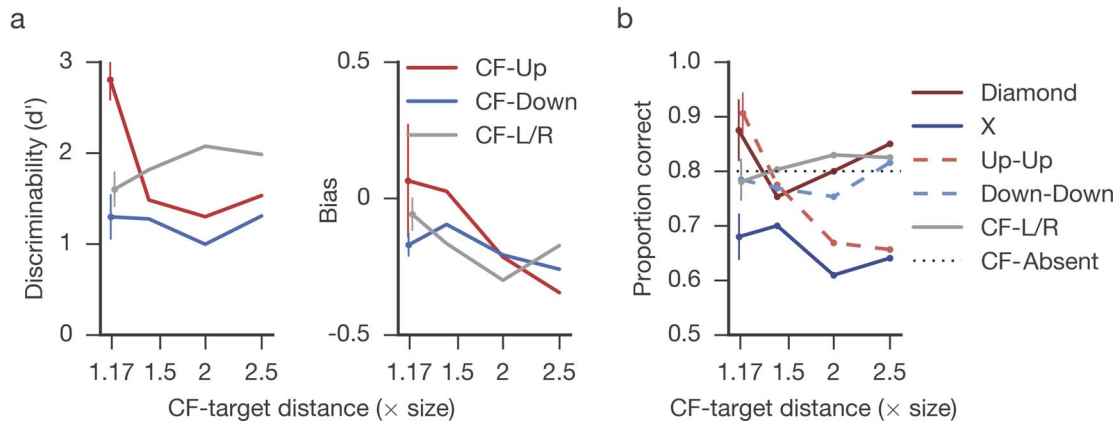 a
b
3
2
1
0
Discriminability (d')
1.17 1.5 2 2.5
0.5
0
-0.5
Bias
CF-Up
CF-Down
CF-L/R
1.17 1.5 2 2.5
CF-target distance (× size)
1.0
0.9
0.8
0.7
0.6
0.5
Proportion correct
Diamond
X
Up-Up
Down-Down
CF-L/R
CF-Absent
1.17 1.5 2 2.5
CF-target distance (× size)